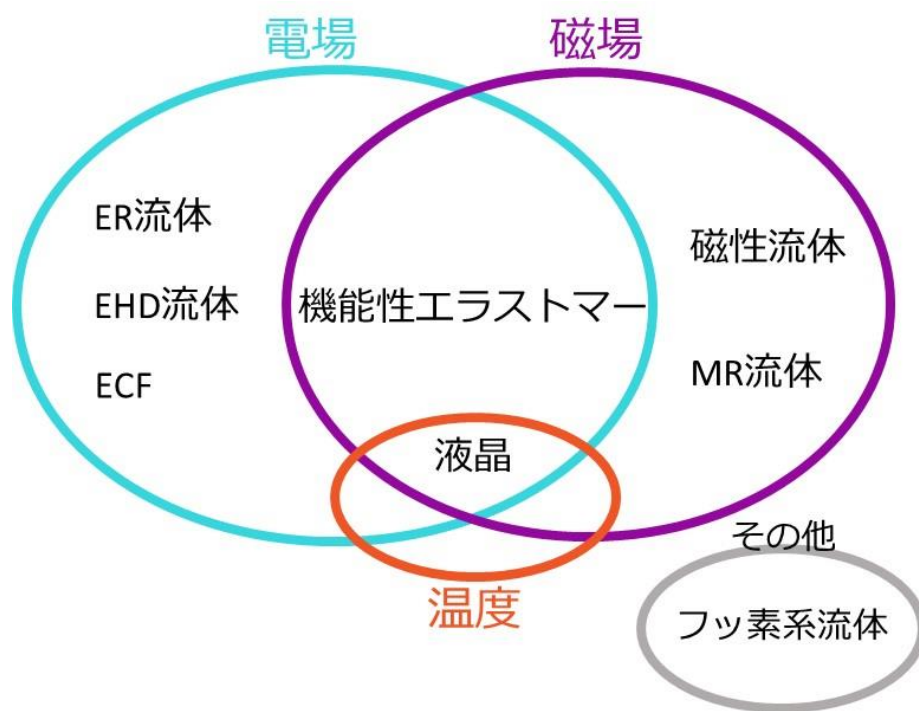 電場
磁場
ER流体
磁性流体
EHD流体
機能性エラストマー
MR流体
ECF
液晶
その他
温度
フッ素系流体